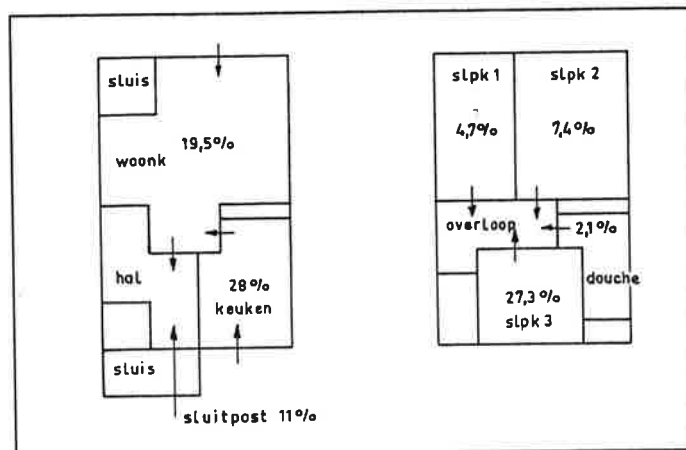 sluis
19,5%
woonk
hal
28%
keuken
sluis
sluitpost 11%
slpk 1
slpk 2
4,7%
7,4%
overloop
2,1%
douche
27,3%
slpk 3